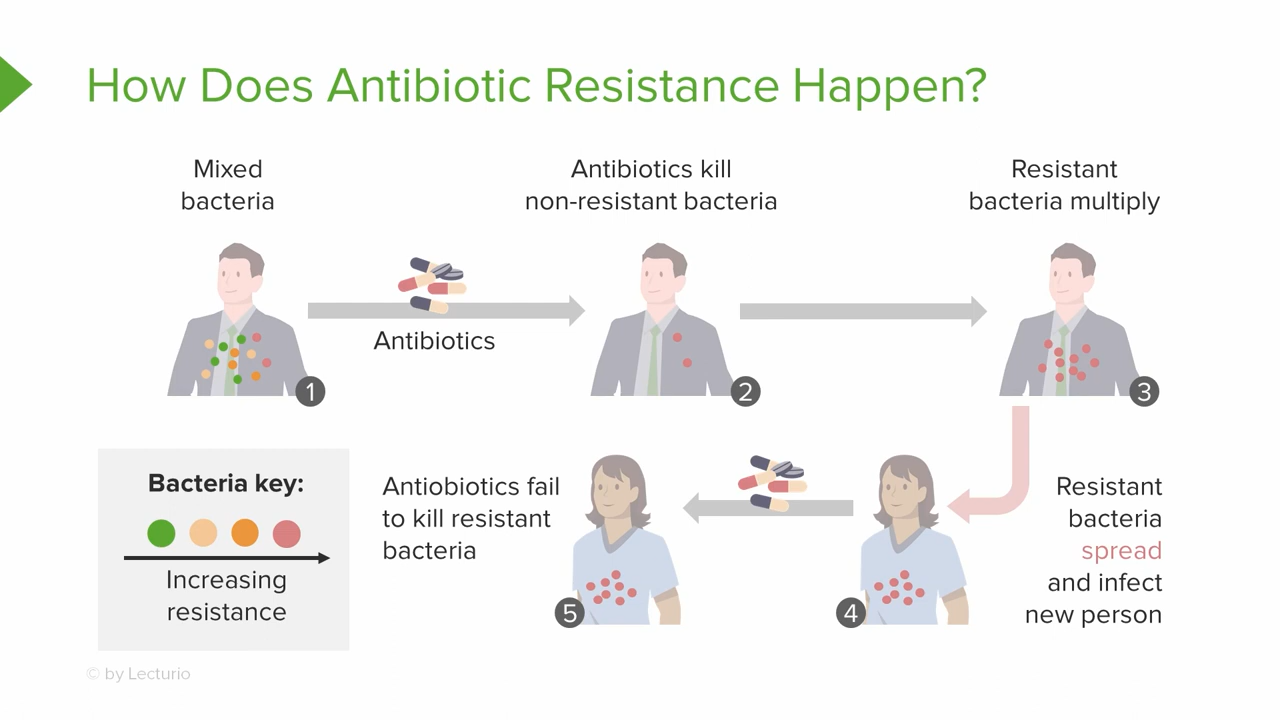 How Does Antibiotic Resistance Happen?
Mixed
bacteria
Antibiotics kill
non-resistant bacteria
Resistant
bacteria multiply
Antibiotics
1
2
3
Bacteria key:
Increasing
resistance
Antiobiotics fail
to kill resistant
bacteria
5
4
Resistant
bacteria
spread
and infect
new person
© by Lecturio